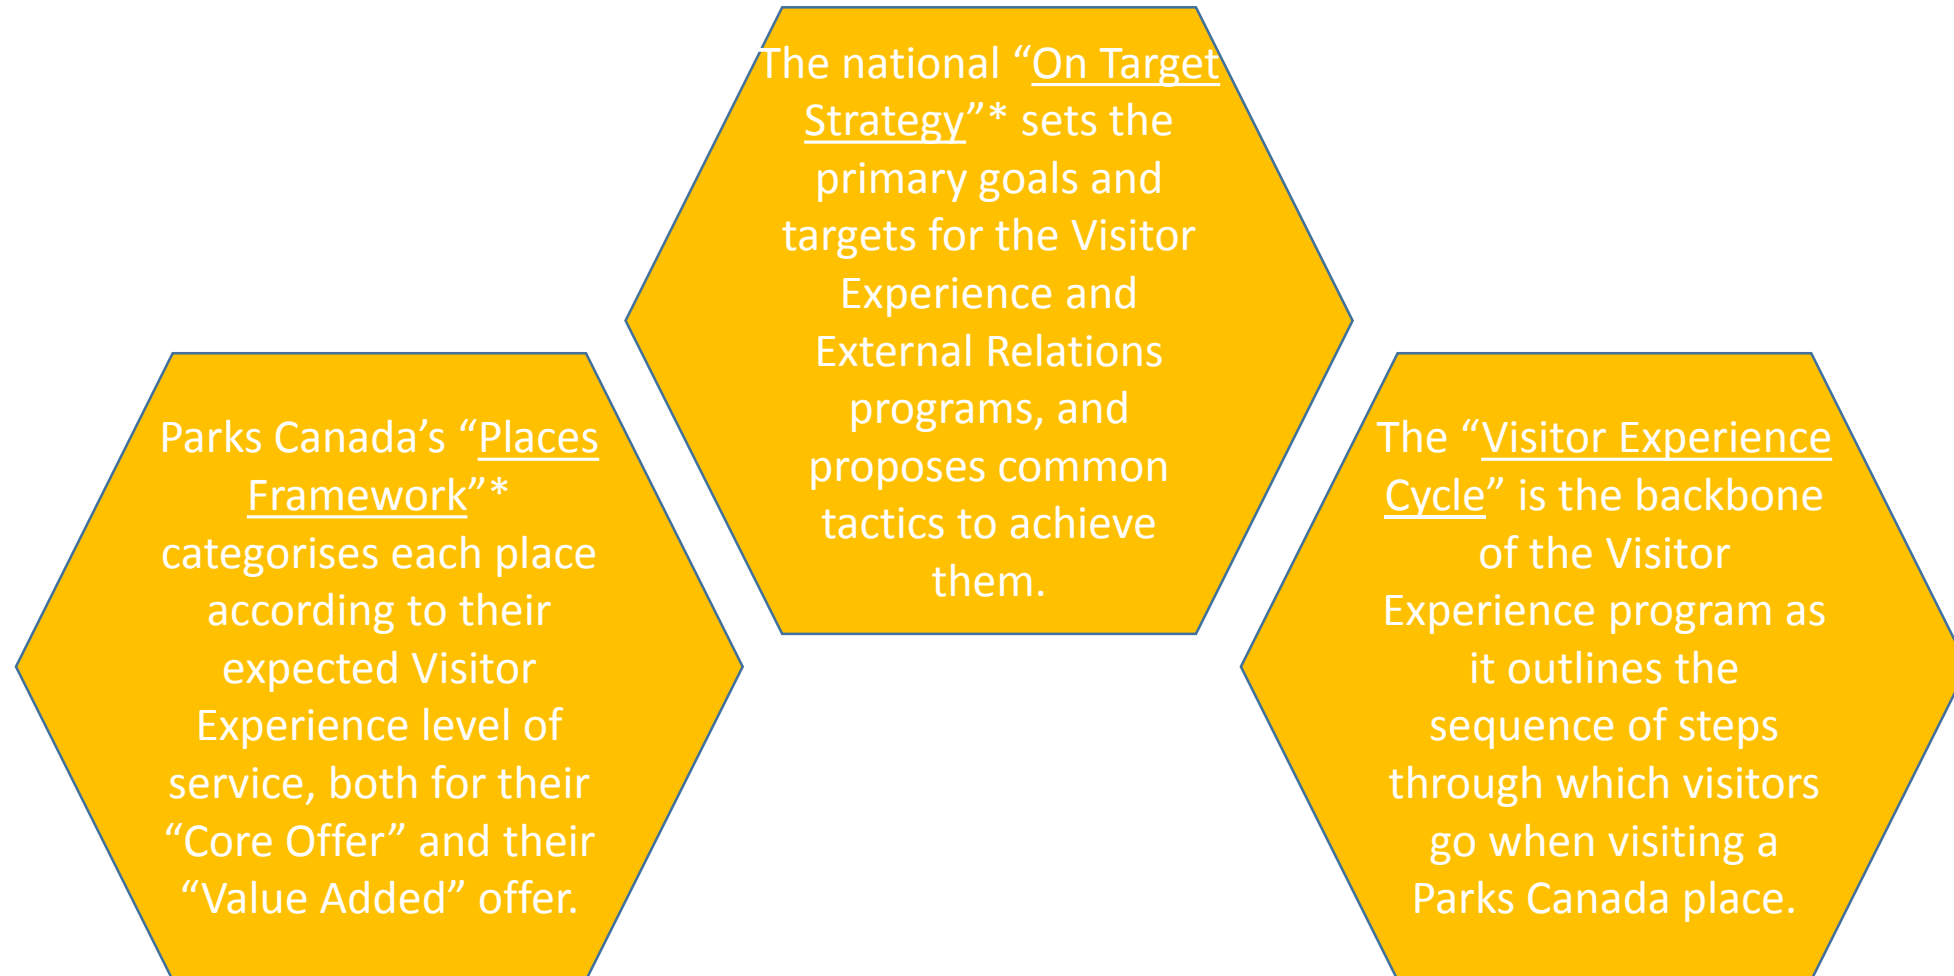 The national “On Target
Strategy”* sets the
primary goals and
targets for the Visitor
Experience and
External Relations
programs, and
proposes common
tactics to achieve
them.
Parks Canada’s “Places
Framework”*
categorises each place
according to their
expected Visitor
Experience level of
service, both for their
“Core Offer” and their
“Value Added” offer.
The “Visitor Experience
Cycle” is the backbone
of the Visitor
Experience program as
it outlines the
sequence of steps
through which visitors
go when visiting a
Parks Canada place.